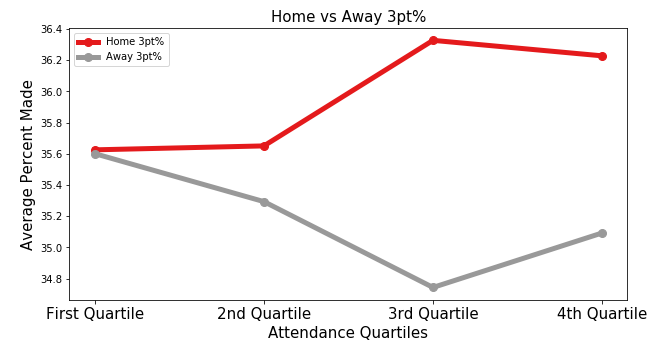 Home vs Away 3pt%
Home 3pt%
Away 3pt%
Average Percent Made
36.4
36.2
36.0
35.8
35.6
35.4
35.2
35.0
34.8
First Quartile 2nd Quartile 3rd Quartile 4th Quartile
Attendance Quartiles